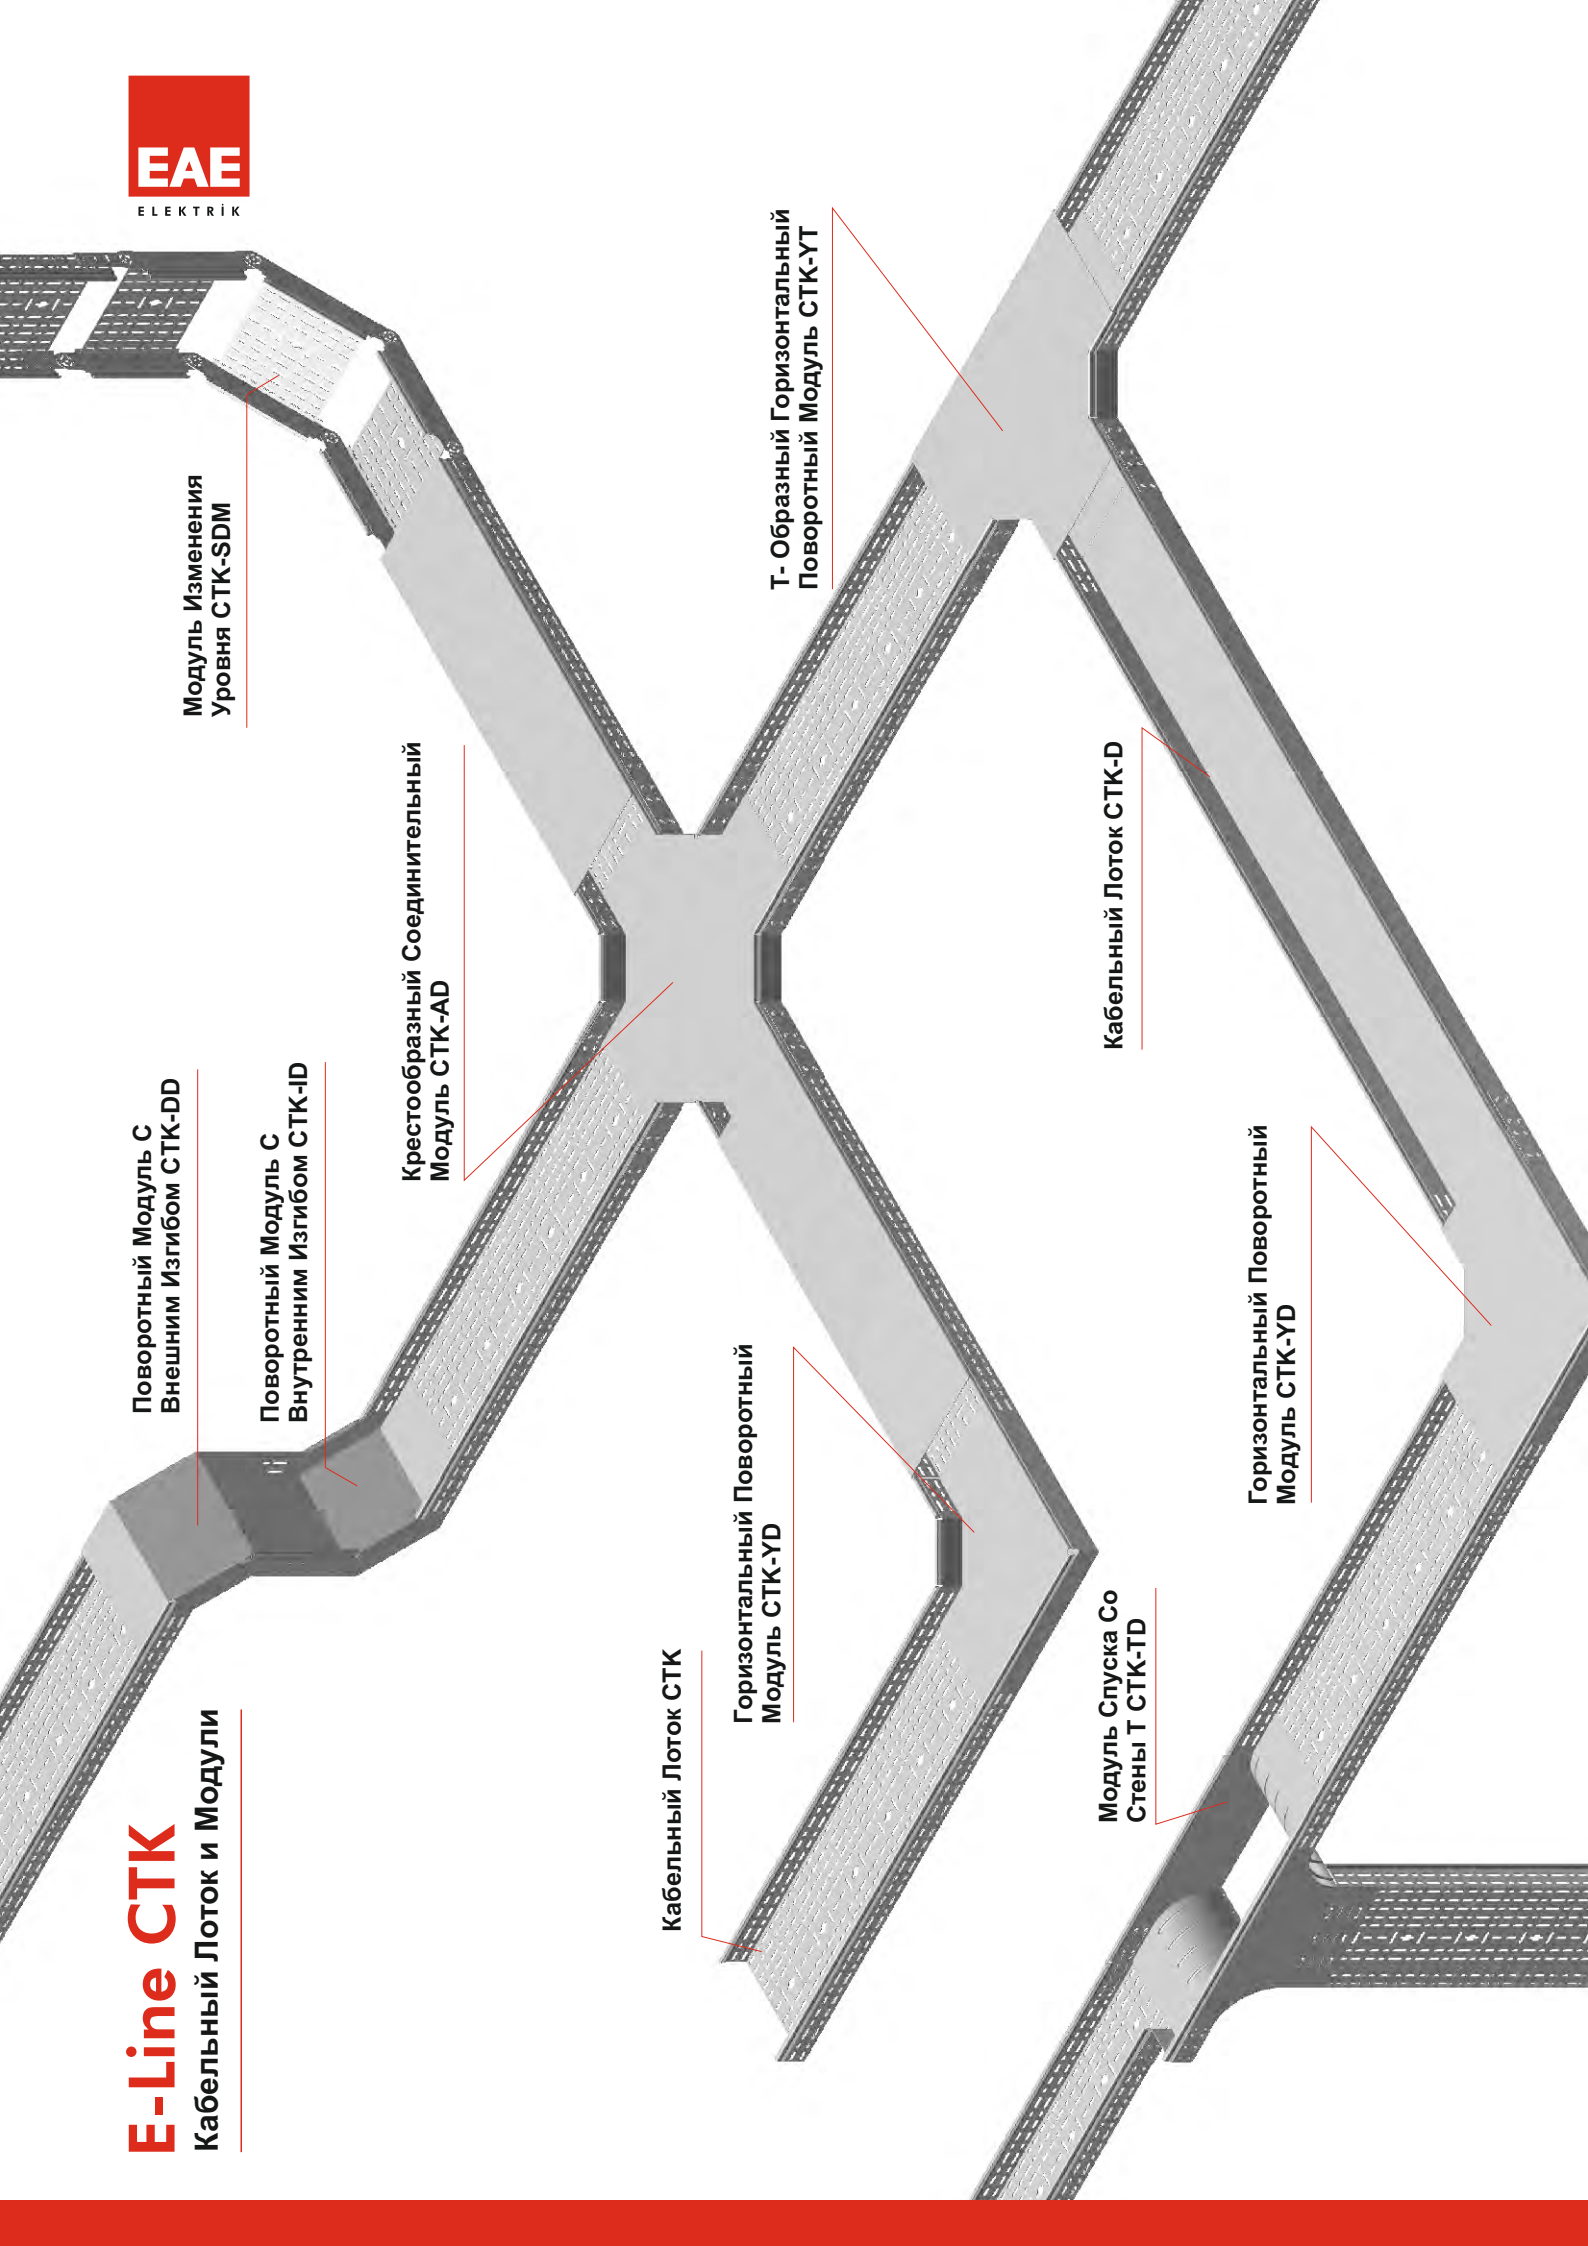 EAE
ELEKTRİK
E-Line CTK
Кабельный Лоток и Модули
Поворотный Модуль С
Внешним Изгибом CTK-DD
Поворотный Модуль С
Внутренним Изгибом CTK-ID
Модуль Изменения
Уровня CTK-SDM
Крестообразный Соединительный
Модуль CTK-AD
Кабельный Лоток CTK
Горизонтальный Поворотный
Модуль CTK-YD
Т- Образный Горизонтальный
Поворотный Модуль CTK-YT
Модуль Спуска Со
Стены Т CTK-TD
Кабельный Лоток CTK-D
Горизонтальный Поворотный
Модуль CTK-YD